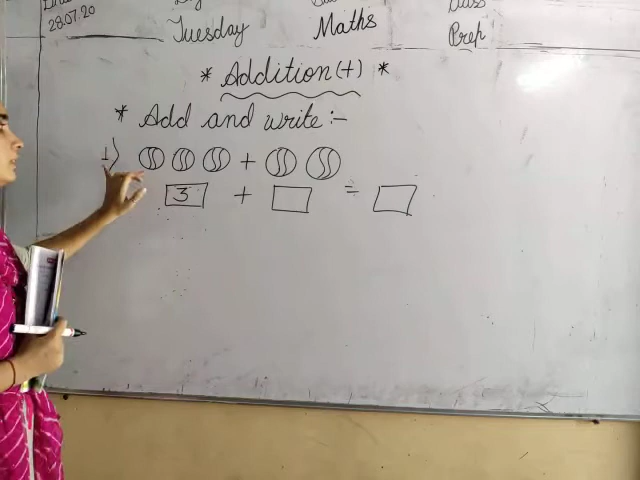 28.07.20 Tuesday Maths Prep
* Addition (+) *
* Add and write :-
1) +
3 + =